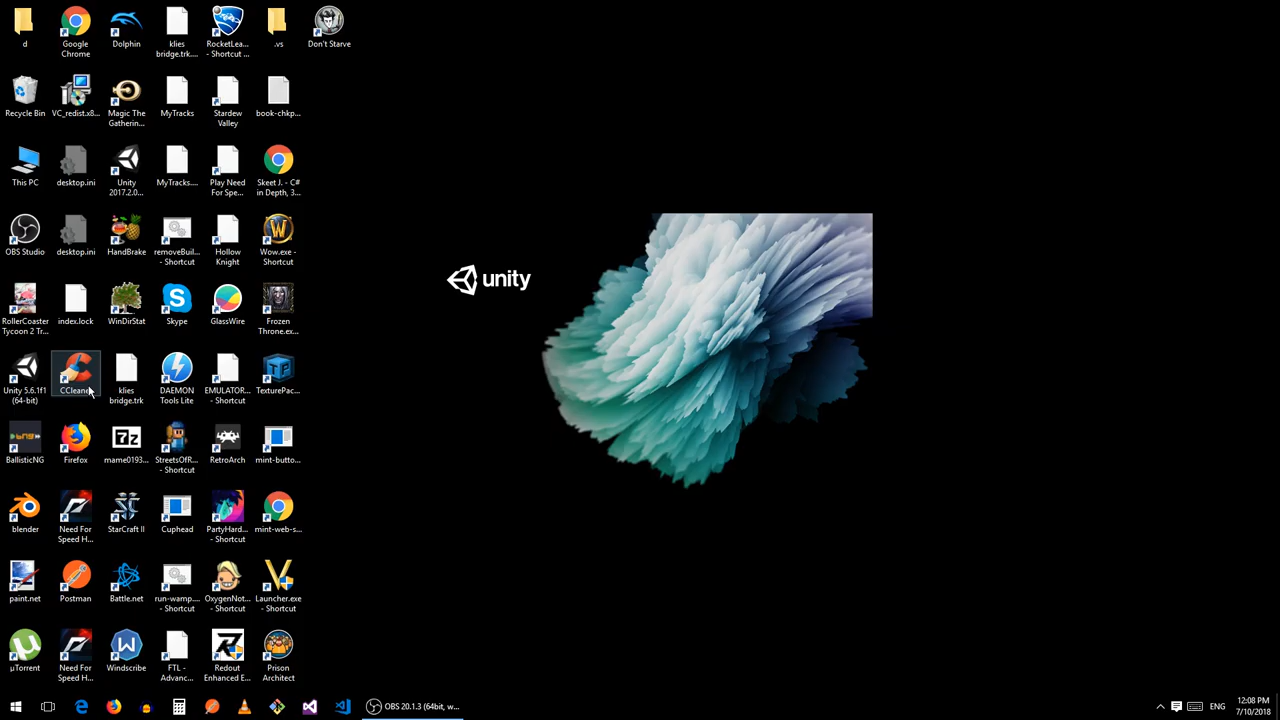 d
Google
Chrome
Dolphin
klies
bridge.trk....
RocketLea...
- Shortcut ...
.vs
Don't Starve
Recycle Bin
VC_redist.x8...
Magic The
Gatherin...
MyTracks
Stardew
Valley
book-chkp...
This PC
desktop.ini
Unity
2017.2.0...
MyTracks....
Play Need
For Spe...
Skeet J. - C#
in Depth, 3...
OBS Studio
desktop.ini
HandBrake
removeBuil...
- Shortcut
Hollow
Knight
Wow.exe -
Shortcut
unity
RollerCoaster
Tycoon 2 Tr...
index.lock
WinDirStat
Skype
GlassWire
Frozen
Throne.ex...
Unity 5.6.1f1
(64-bit)
CCleaner
klies
bridge.trk
DAEMON
Tools Lite
EMULATOR...
- Shortcut
TexturePac...
BallisticNG
Firefox
mame0193...
StreetsOfR...
- Shortcut
RetroArch
mint-butto...
blender
Need For
Speed H...
StarCraft II
Cuphead
PartyHard...
- Shortcut
mint-web-s...
paint.net
Postman
Battle.net
run-wamp....
- Shortcut
OxygenNot...
- Shortcut
Launcher.exe
- Shortcut
µTorrent
Need For
Speed H...
Windscribe
FTL -
Advanc...
Redout
Enhanced E...
Prison
Architect
OBS 20.1.3 (64bit, w...
ENG
12:08 PM
7/10/2018